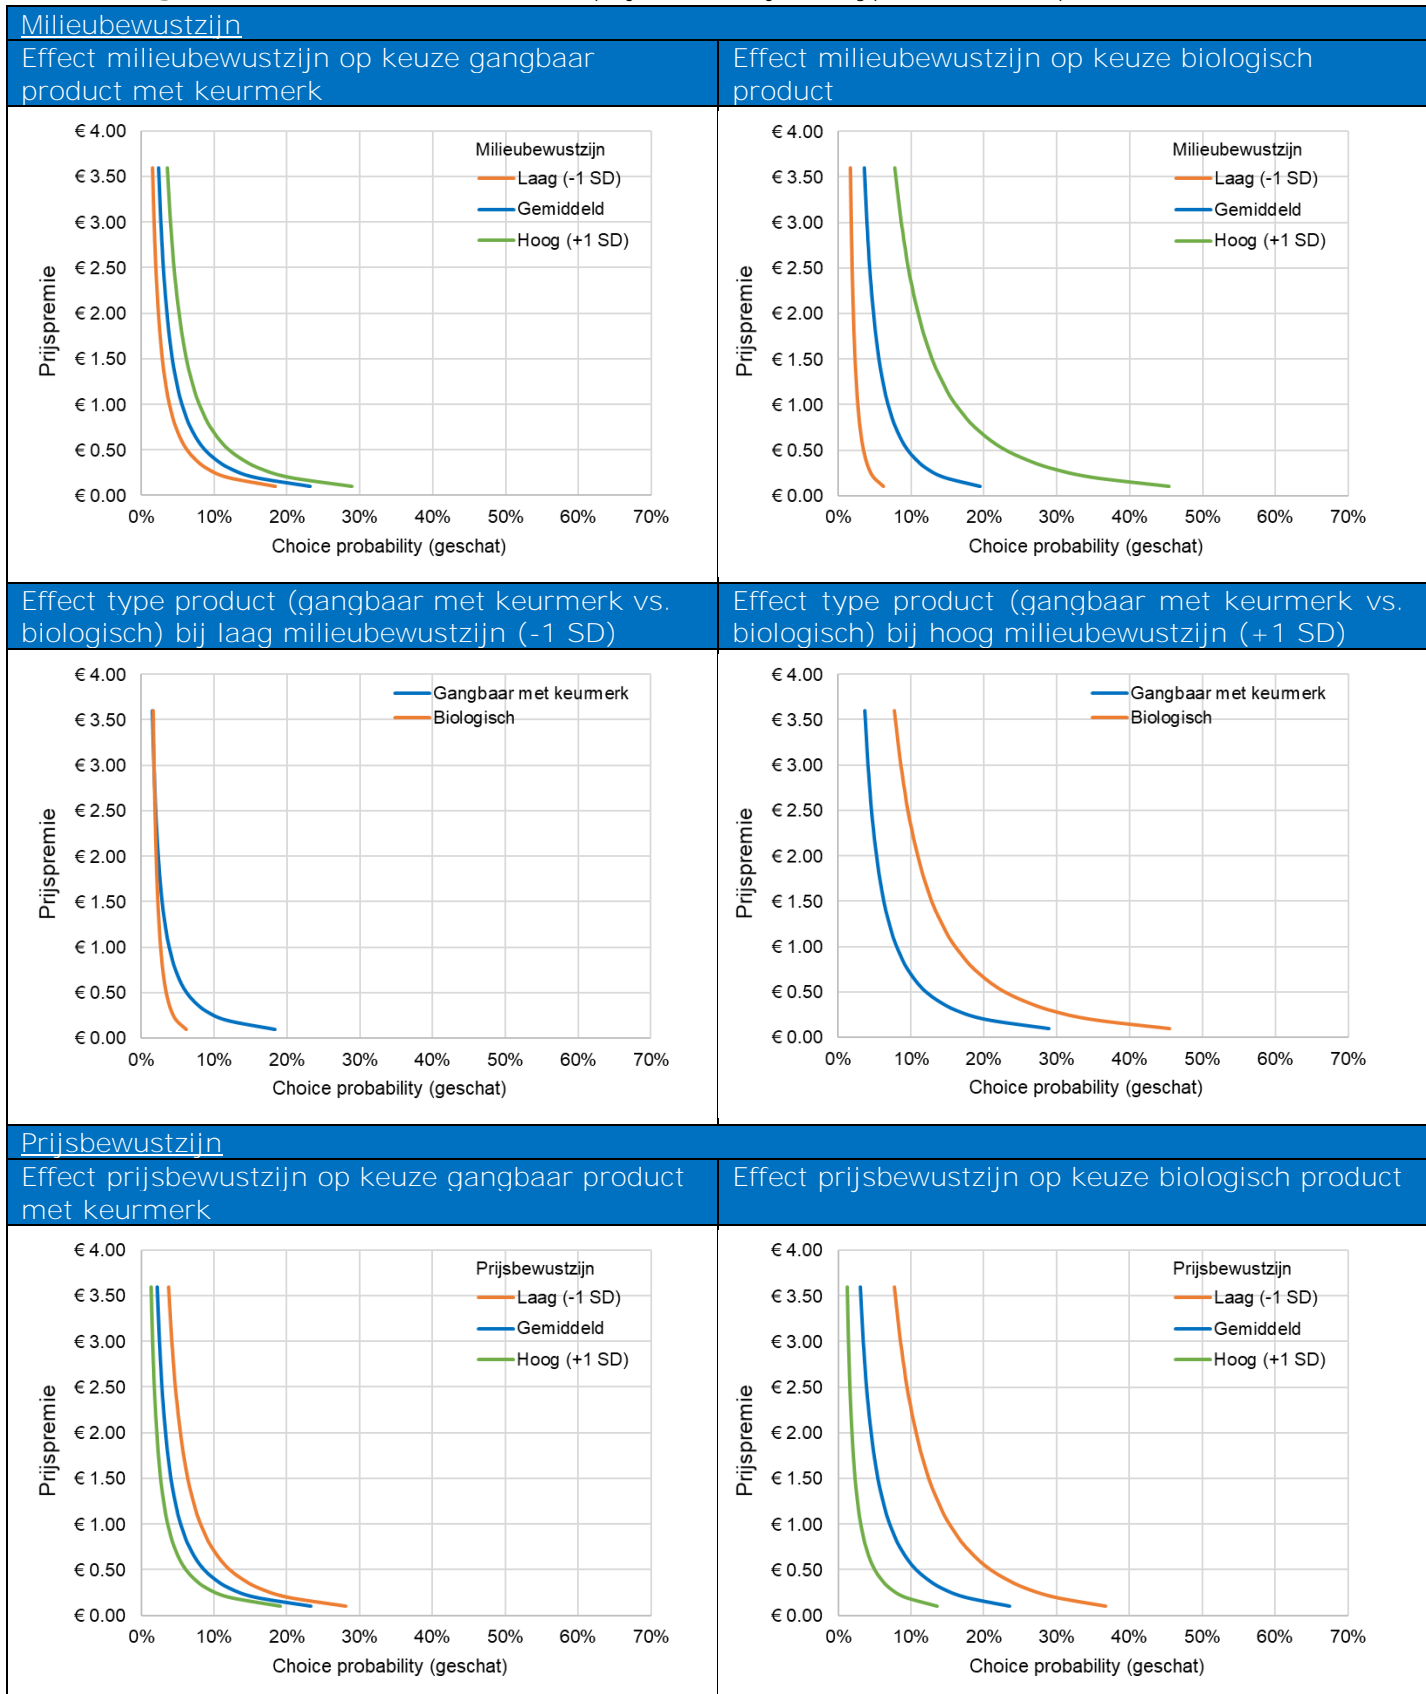 Milieubewustzijn
Effect milieubewustzijn op keuze gangbaar
product met keurmerk
Effect milieubewustzijn op keuze biologisch
product
€ 4.00
€ 3.50
€ 3.00
€ 2.50
€ 2.00
€ 1.50
€ 1.00
€ 0.50
€ 0.00
Prijspremie
Milieubewustzijn
Laag (-1 SD)
Gemiddeld
Hoog (+1 SD)
0% 10% 20% 30% 40% 50% 60% 70%
Choice probability (geschat)
€ 4.00
€ 3.50
€ 3.00
€ 2.50
€ 2.00
€ 1.50
€ 1.00
€ 0.50
€ 0.00
Prijspremie
Milieubewustzijn
Laag (-1 SD)
Gemiddeld
Hoog (+1 SD)
0% 10% 20% 30% 40% 50% 60% 70%
Choice probability (geschat)
Effect type product (gangbaar met keurmerk vs.
biologisch) bij laag milieubewustzijn (-1 SD)
Effect type product (gangbaar met keurmerk vs.
biologisch) bij hoog milieubewustzijn (+1 SD)
€ 4.00
€ 3.50
€ 3.00
€ 2.50
€ 2.00
€ 1.50
€ 1.00
€ 0.50
€ 0.00
Prijspremie
Gangbaar met keurmerk
Biologisch
0% 10% 20% 30% 40% 50% 60% 70%
Choice probability (geschat)
€ 4.00
€ 3.50
€ 3.00
€ 2.50
€ 2.00
€ 1.50
€ 1.00
€ 0.50
€ 0.00
Prijspremie
Gangbaar met keurmerk
Biologisch
0% 10% 20% 30% 40% 50% 60% 70%
Choice probability (geschat)
Prijsbewustzijn
Effect prijsbewustzijn op keuze gangbaar product
met keurmerk
Effect prijsbewustzijn op keuze biologisch product
€ 4.00
€ 3.50
€ 3.00
€ 2.50
€ 2.00
€ 1.50
€ 1.00
€ 0.50
€ 0.00
Prijspremie
Prijsbewustzijn
Laag (-1 SD)
Gemiddeld
Hoog (+1 SD)
0% 10% 20% 30% 40% 50% 60% 70%
Choice probability (geschat)
€ 4.00
€ 3.50
€ 3.00
€ 2.50
€ 2.00
€ 1.50
€ 1.00
€ 0.50
€ 0.00
Prijspremie
Prijsbewustzijn
Laag (-1 SD)
Gemiddeld
Hoog (+1 SD)
0% 10% 20% 30% 40% 50% 60% 70%
Choice probability (geschat)